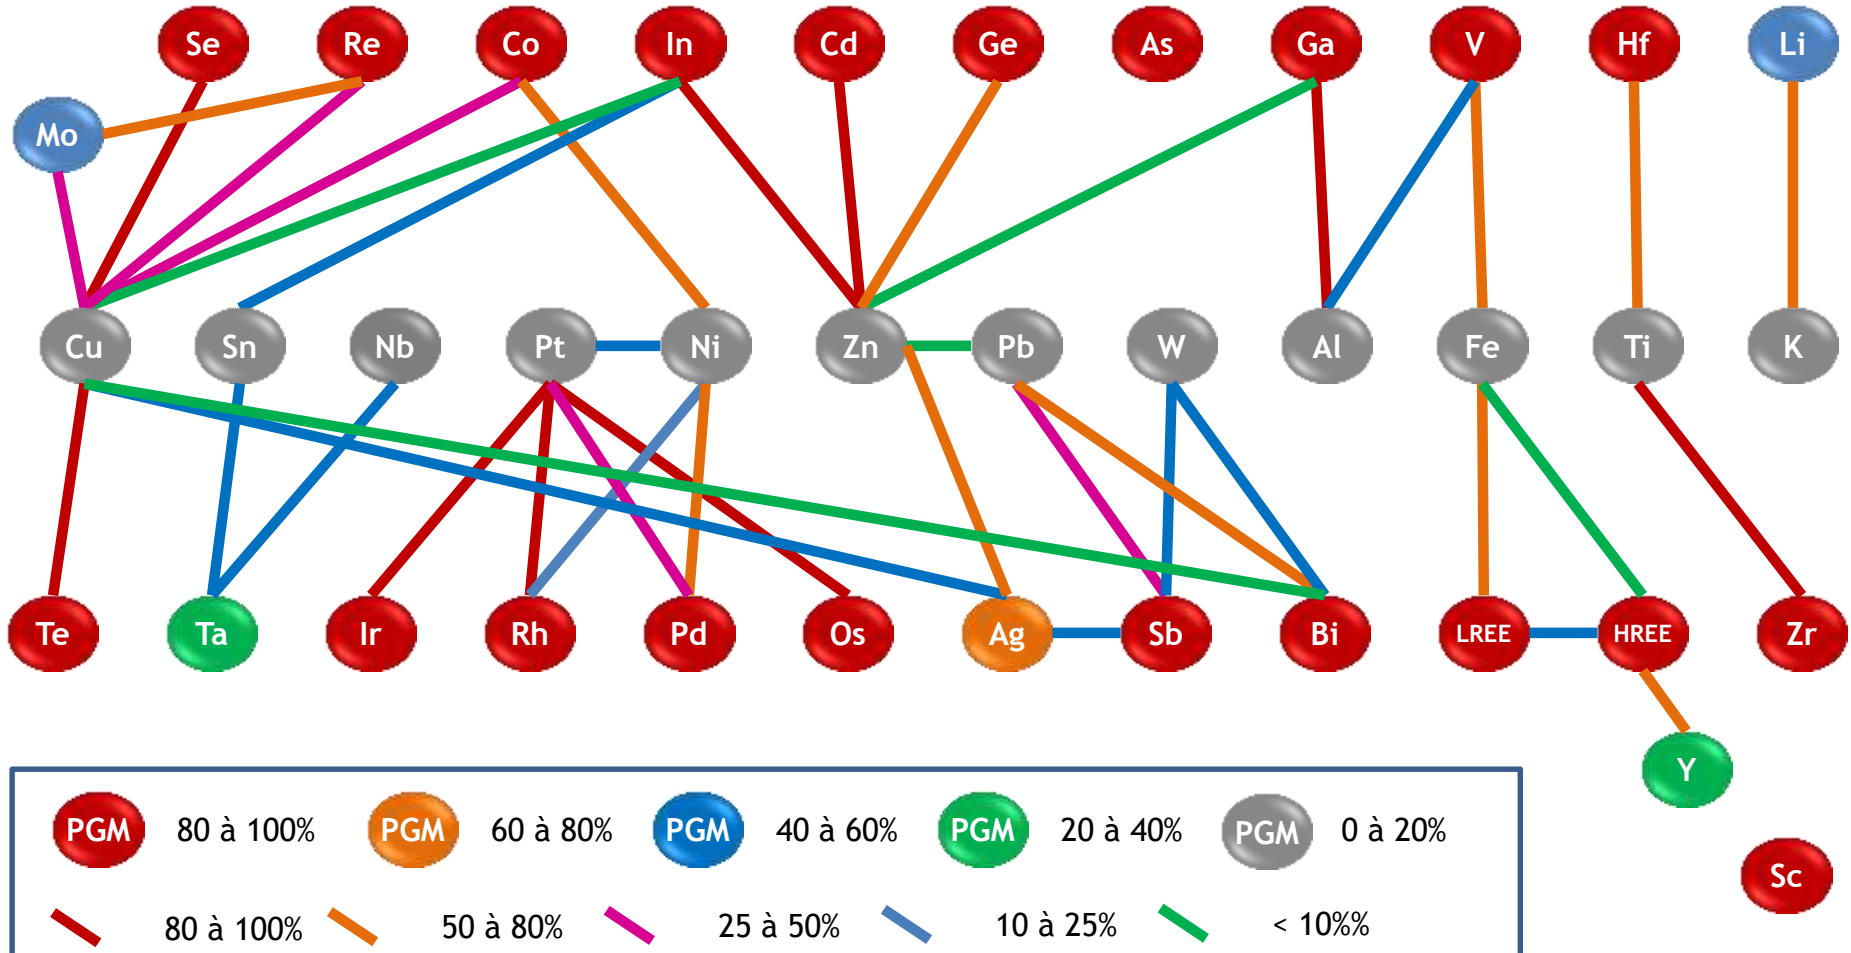 Se Re Co In Cd Ge As Ga V Hf Li
Mo
Cu Sn Nb Pt Ni Zn Pb W Al Fe Ti K
Te Ta Ir Rh Pd Os Ag Sb Bi LREE HREE Zr
Y
PGM 80 à 100% PGM 60 à 80% PGM 40 à 60% PGM 20 à 40% PGM 0 à 20%
Sc
80 à 100% 50 à 80% 25 à 50% 10 à 25% < 10%%